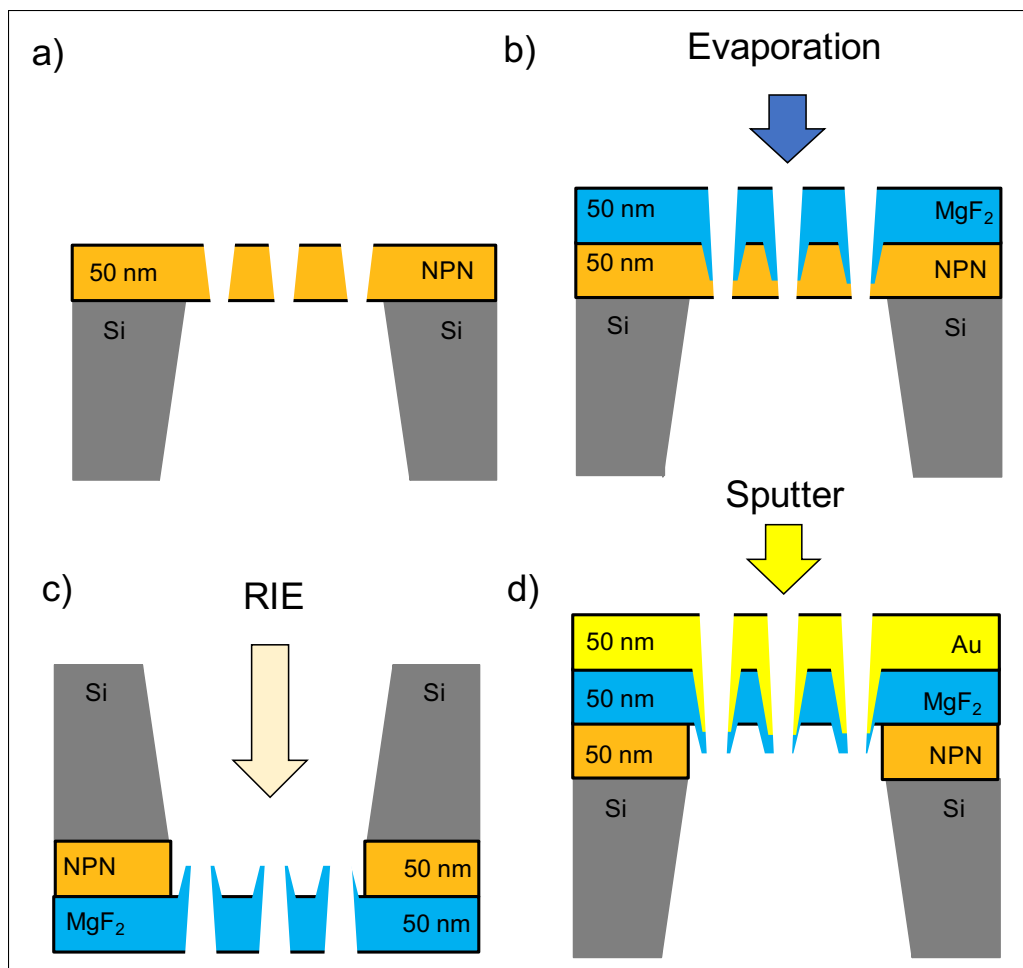 a)
50 nm NPN
Si Si
b)
Evaporation
50 nm MgF₂
50 nm NPN
Si Si
c)
RIE
Si Si
NPN 50 nm
MgF₂ 50 nm
d)
Sputter
50 nm Au
50 nm MgF₂
50 nm NPN
Si Si